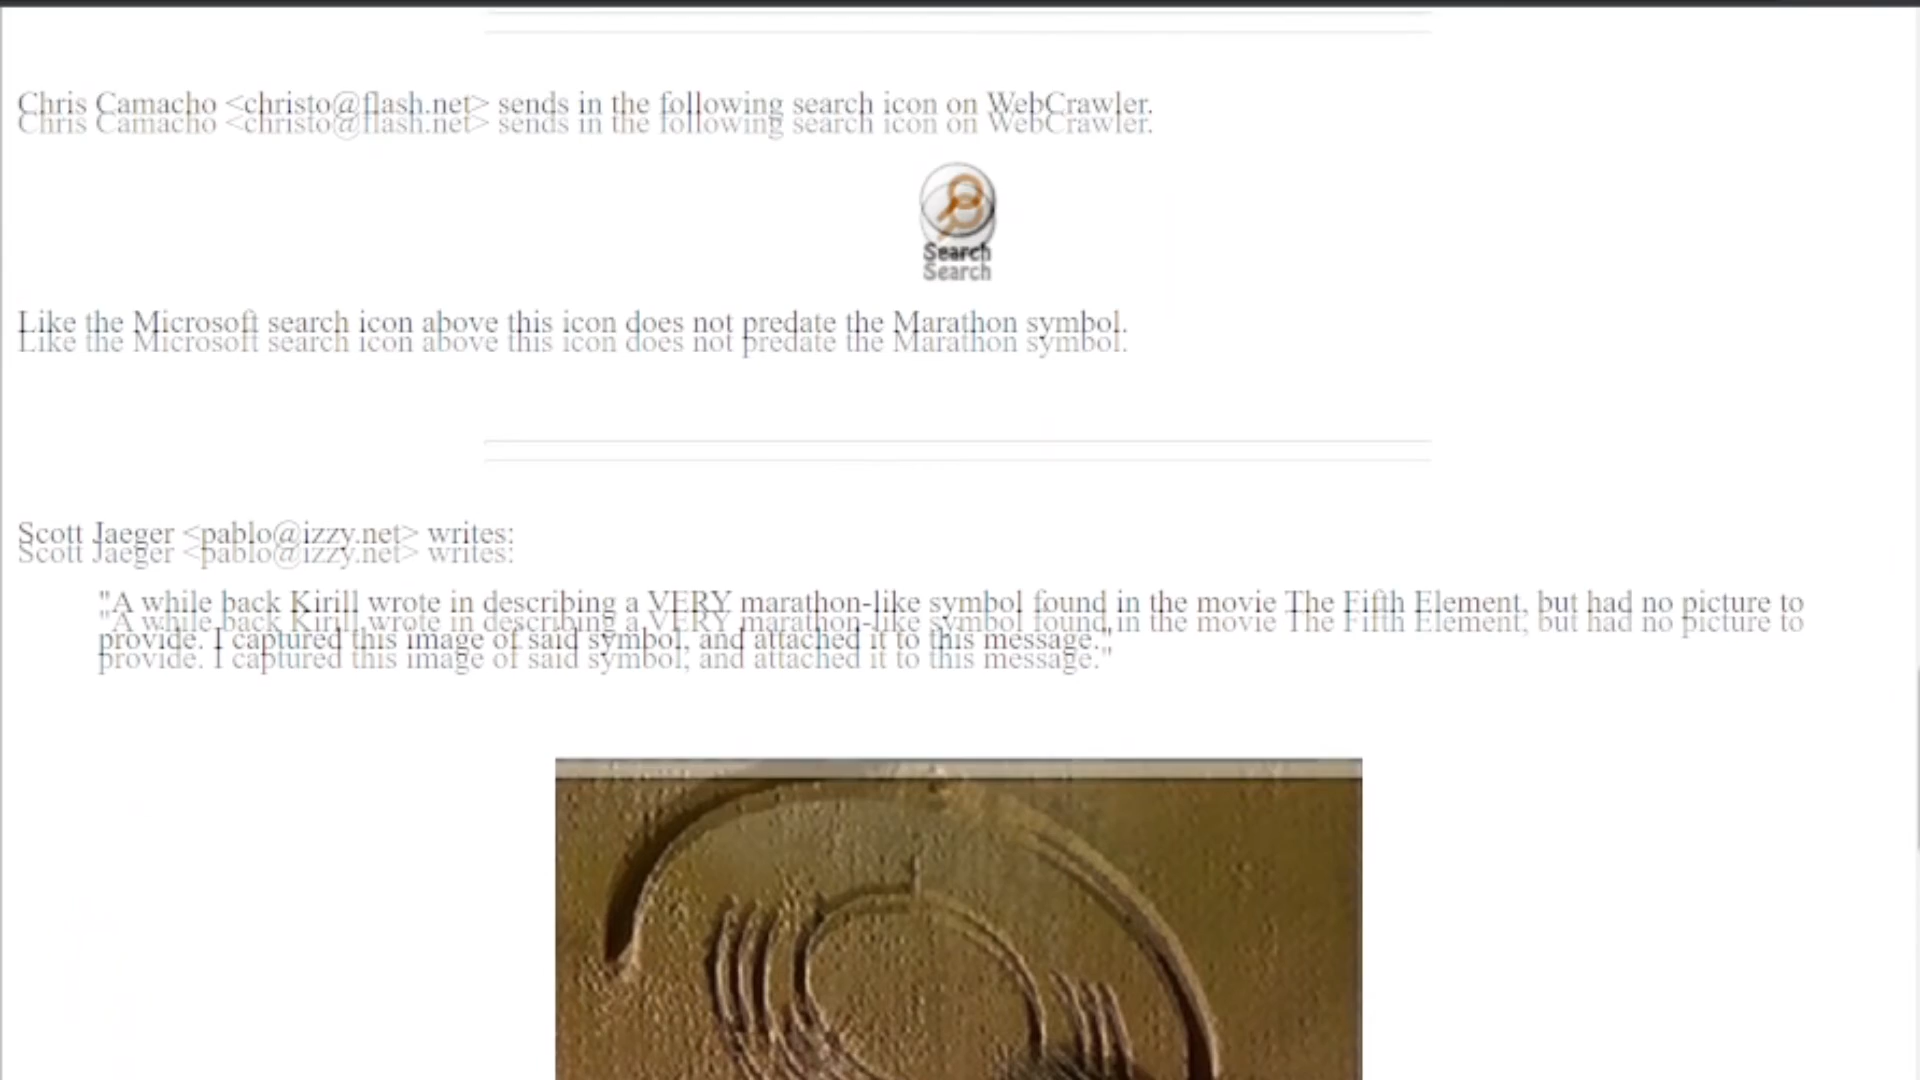 Chris Camacho <christo@flash.net> sends in the following search icon on WebCrawler.
Search
Like the Microsoft search icon above this icon does not predate the Marathon symbol.
Scott Jaeger <pablo@izzy.net> writes:
"A while back Kirill wrote in describing a VERY marathon-like symbol found in the movie The Fifth Element, but had no picture to
provide. I captured this image of said symbol, and attached it to this message."